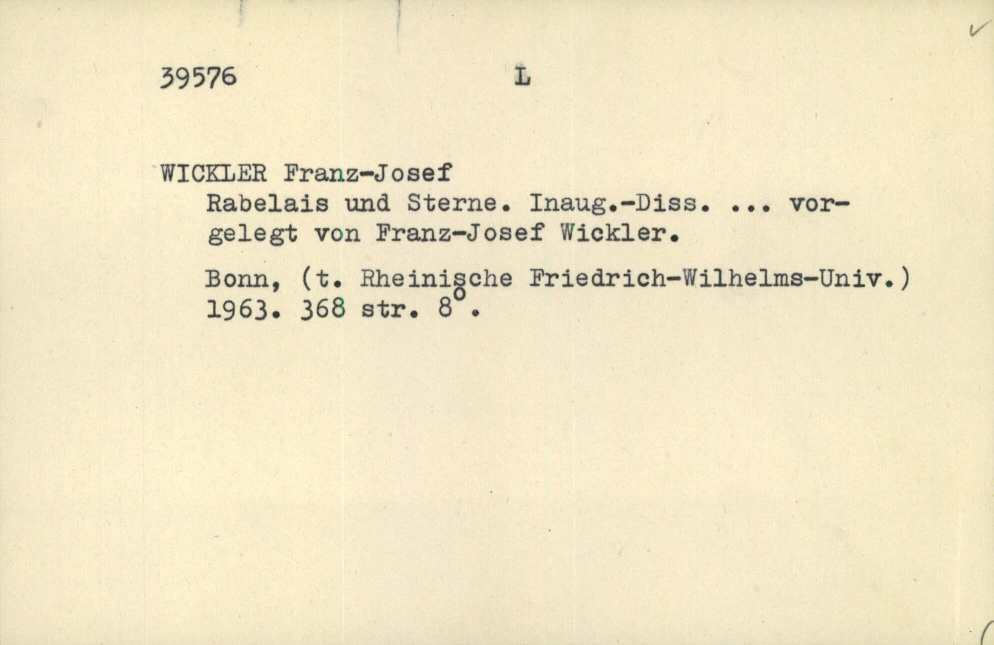 39576 L
WICKLER Franz-Josef
Rabelais und Sterne. Inaug.-Diss. ... vor-
gelegt von Franz-Josef Wickler.
Bonn, (t. Rheinische Friedrich-Wilhelms-Univ.)
1963. 368 str. 8º.